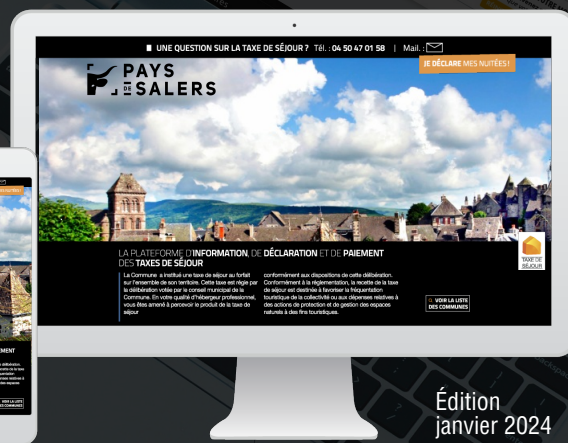 UNE QUESTION SUR LA TAXE DE SÉJOUR ? Tél. : 04 50 47 01 58 | Mail. :
JE DÉCLARE MES NUITÉES !
PAYS
DE SALERS
LA PLATEFORME D'INFORMATION, DE DÉCLARATION ET DE PAIEMENT
DES TAXES DE SÉJOUR
La Commune a institué une taxe de séjour au forfait
sur l'ensemble de son territoire. Cette taxe est régie par
la délibération votée par le conseil municipal de la
Commune. En votre qualité d'hébergeur professionnel,
vous êtes amené à percevoir le produit de la taxe de
séjour
conformément aux dispositions de cette délibération.
Conformément à la réglementation, la recette de la taxe
de séjour est destinée à favoriser la fréquentation
touristique de la collectivité ou aux dépenses relatives à
des actions de protection et de gestion des espaces
naturels à des fins touristiques.
TAXE DE
SÉJOUR
VOIR LA LISTE
DES COMMUNES
VOIR LA LISTE
DES COMMUNES
Édition
janvier 2024